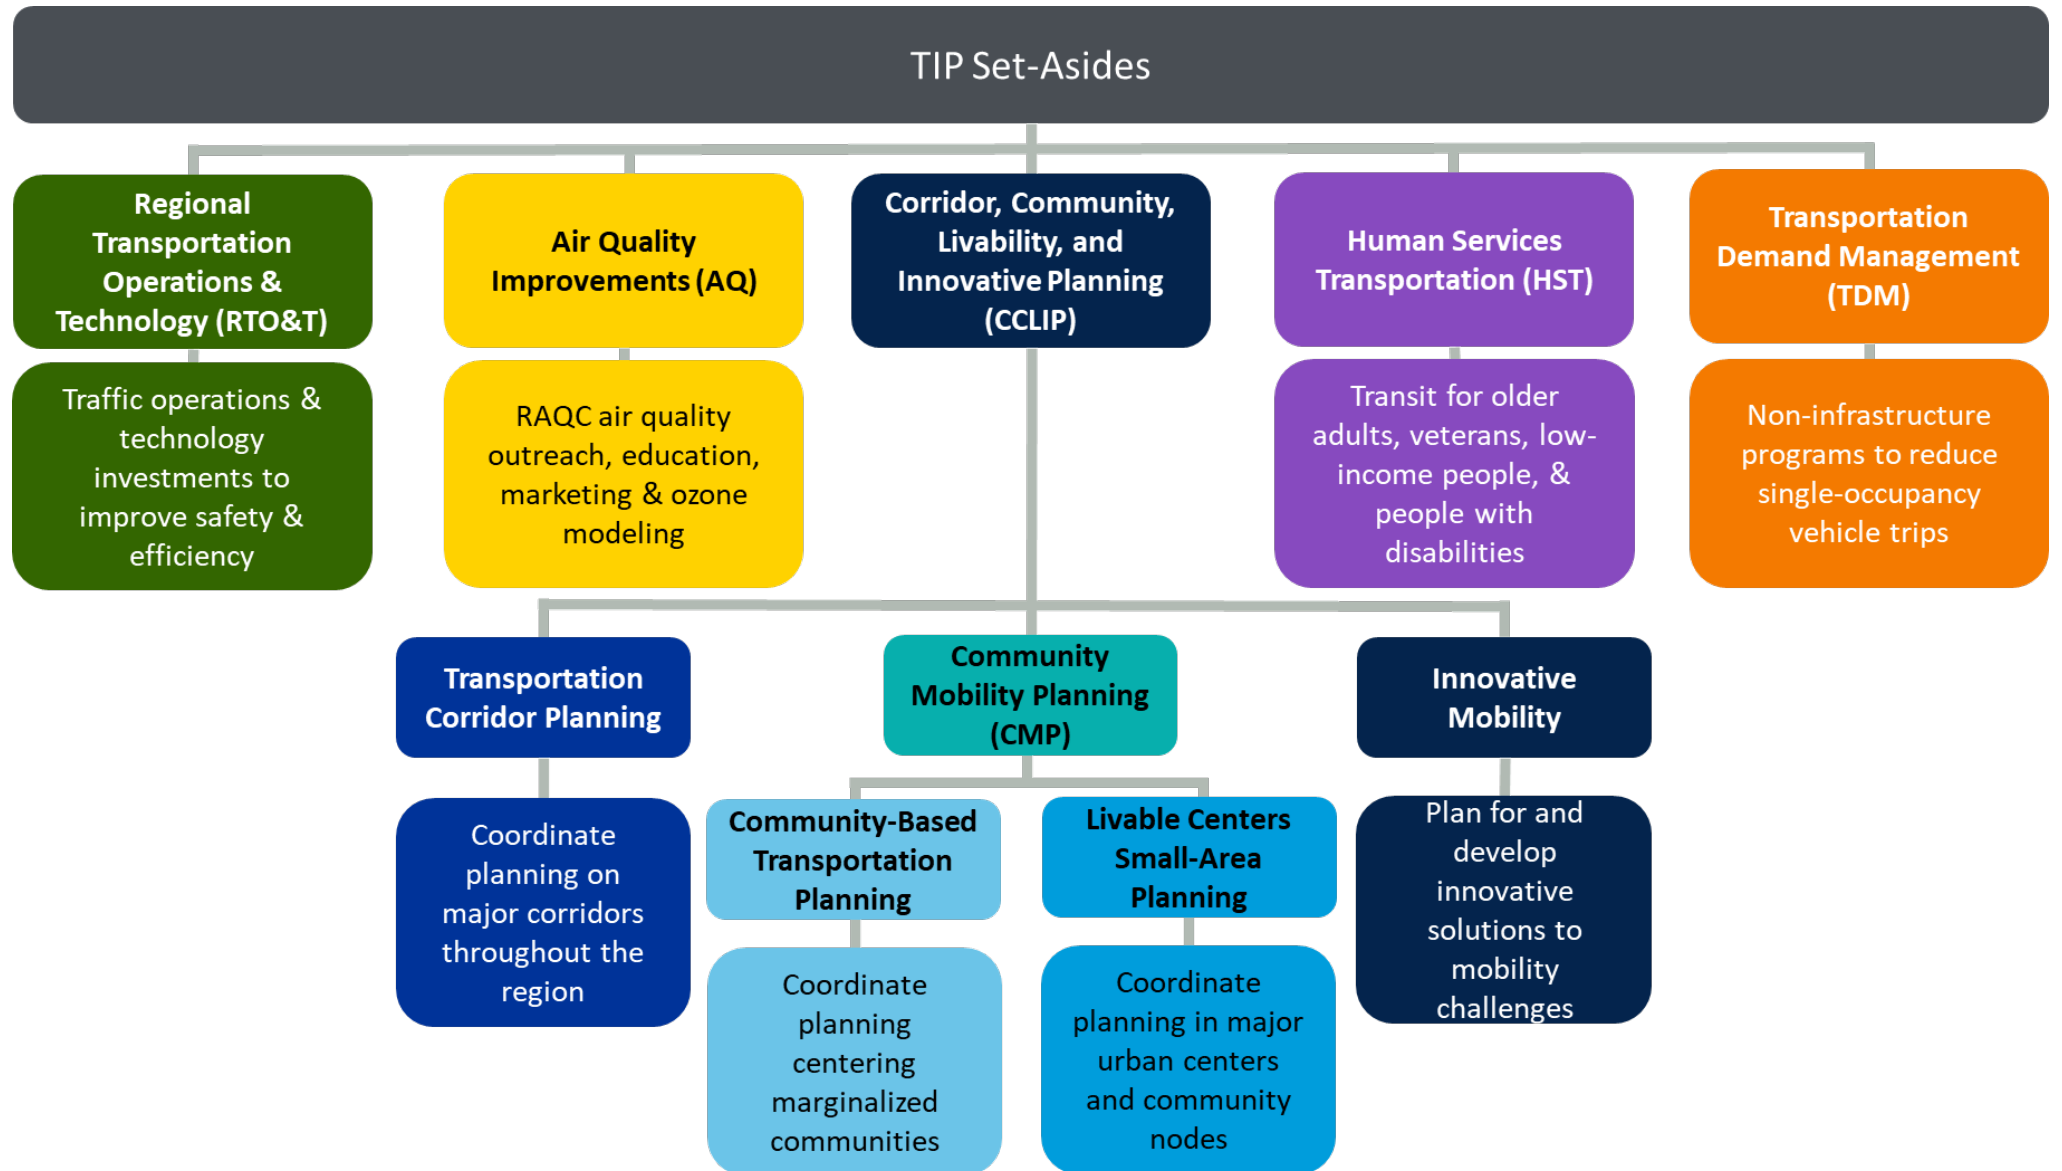 TIP Set-Asides
Regional
Transportation
Operations &
Technology (RTO&T)
Traffic operations &
technology
investments to
improve safety &
efficiency
Air Quality
Improvements (AQ)
RAQC air quality
outreach, education,
marketing & ozone
modeling
Corridor, Community,
Livability, and
Innovative Planning
(CCLIP)
Human Services
Transportation (HST)
Transit for older
adults, veterans, low-
income people, &
people with
disabilities
Transportation
Demand Management
(TDM)
Non-infrastructure
programs to reduce
single-occupancy
vehicle trips
Transportation
Corridor Planning
Coordinate
planning on
major corridors
throughout the
region
Community
Mobility Planning
(CMP)
Community-Based
Transportation
Planning
Coordinate
planning
centering
marginalized
communities
Livable Centers
Small-Area
Planning
Coordinate
planning in major
urban centers
and community
nodes
Innovative
Mobility
Plan for and
develop
innovative
solutions to
mobility
challenges